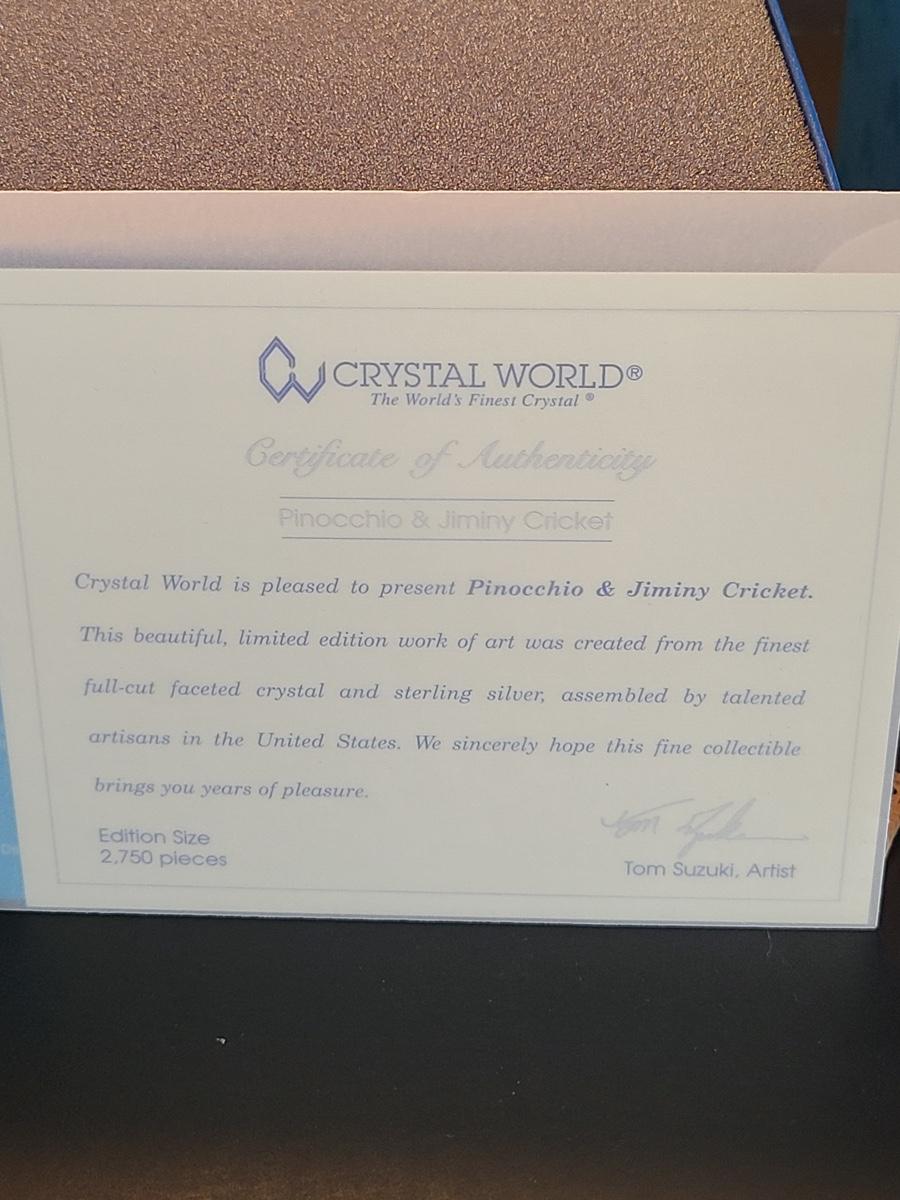 CRYSTAL WORLD®
The World's Finest Crystal ®
Certificate of Authenticity
Pinocchio & Jiminy Cricket
Crystal World is pleased to present Pinocchio & Jiminy Cricket.
This beautiful, limited edition work of art was created from the finest
full-cut faceted crystal and sterling silver, assembled by talented
artisans in the United States. We sincerely hope this fine collectible
brings you years of pleasure.
Edition Size
2,750 pieces
Tom Suzuki
Tom Suzuki, Artist